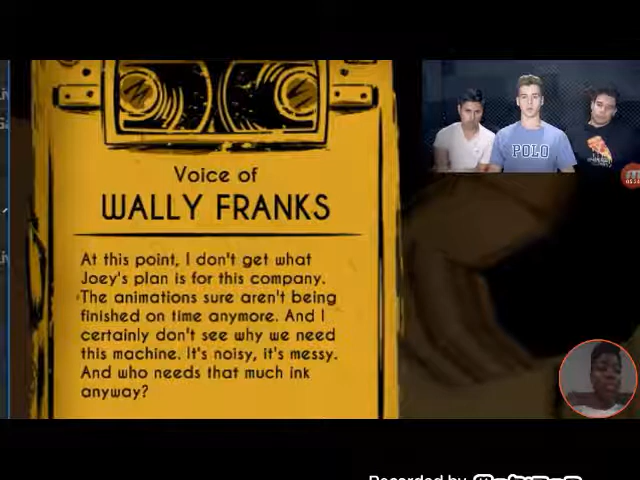 Voice of
WALLY FRANKS
At this point, I don't get what
Joey's plan is for this company.
The animations sure aren't being
finished on time anymore. And I
certainly don't see why we need
this machine. It's noisy, it's messy.
And who needs that much ink
anyway?
POLO
Recorded by